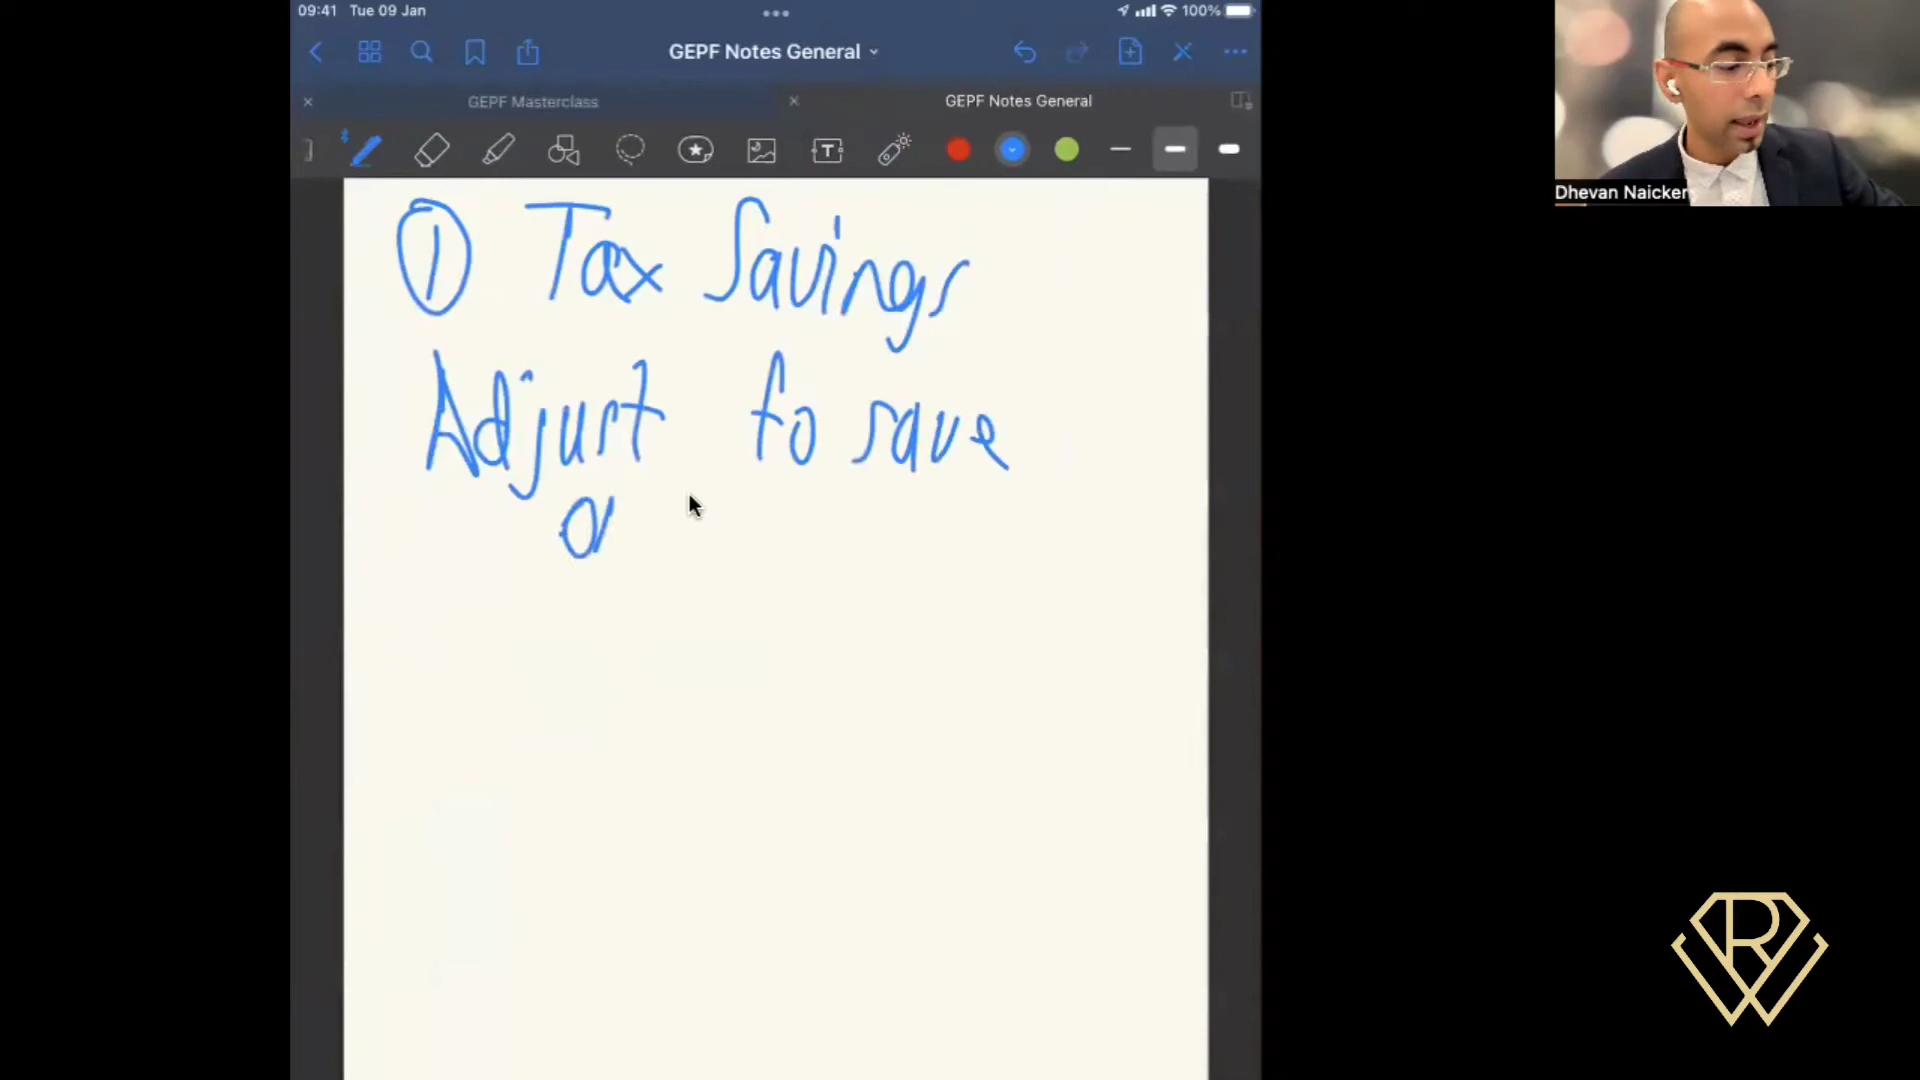 09:41 Tue 09 Jan
100%
GEPF Notes General
GEPF Masterclass
GEPF Notes General
T
Dhevan Naicker
① Tax Savings
Adjust to save
RW